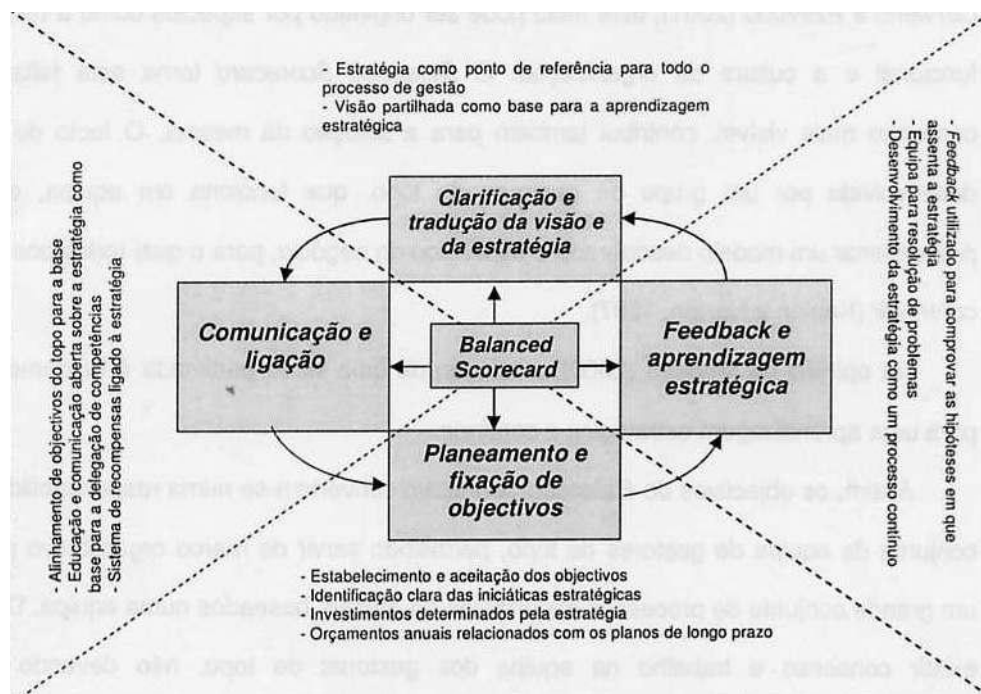 - Estratégia como ponto de referência para todo o
processo de gestão
- Visão partilhada como base para a aprendizagem
estratégica
Clarificação e
tradução da visão e
da estratégia
- Alinhamento de objectivos do topo para a base
- Educação e comunicação aberta sobre a estratégia como
base para a delegação de competências
- Sistema de recompensas ligado à estratégia
Comunicação e
ligação
Balanced
Scorecard
Feedback e
aprendizagem
estratégica
- Feedback utilizado para comprovar as hipóteses em que
assenta a estratégia
- Equipa para resolução de problemas
- Desenvolvimento da estratégia como um processo contínuo
Planeamento e
fixação de
objectivos
- Estabelecimento e aceitação dos objectivos
- Identificação clara das iniciáticas estratégicas
- Investimentos determinados pela estratégia
- Orçamentos anuais relacionados com os planos de longo prazo